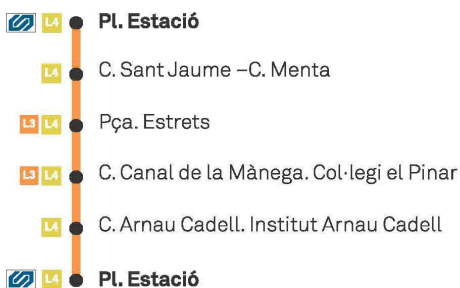 L4 Pl. Estació
L4 C. Sant Jaume –C. Menta
L3 L4 Pça. Estrets
L3 L4 C. Canal de la Mànega. Col·legi el Pinar
L4 C. Arnau Cadell. Institut Arnau Cadell
L4 Pl. Estació